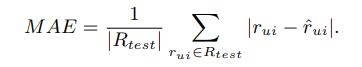 $MAE = \frac{1}{|R_{test}|} \sum_{r_{ui} \in R_{test}} |r_{ui} - \hat{r}_{ui}|.$